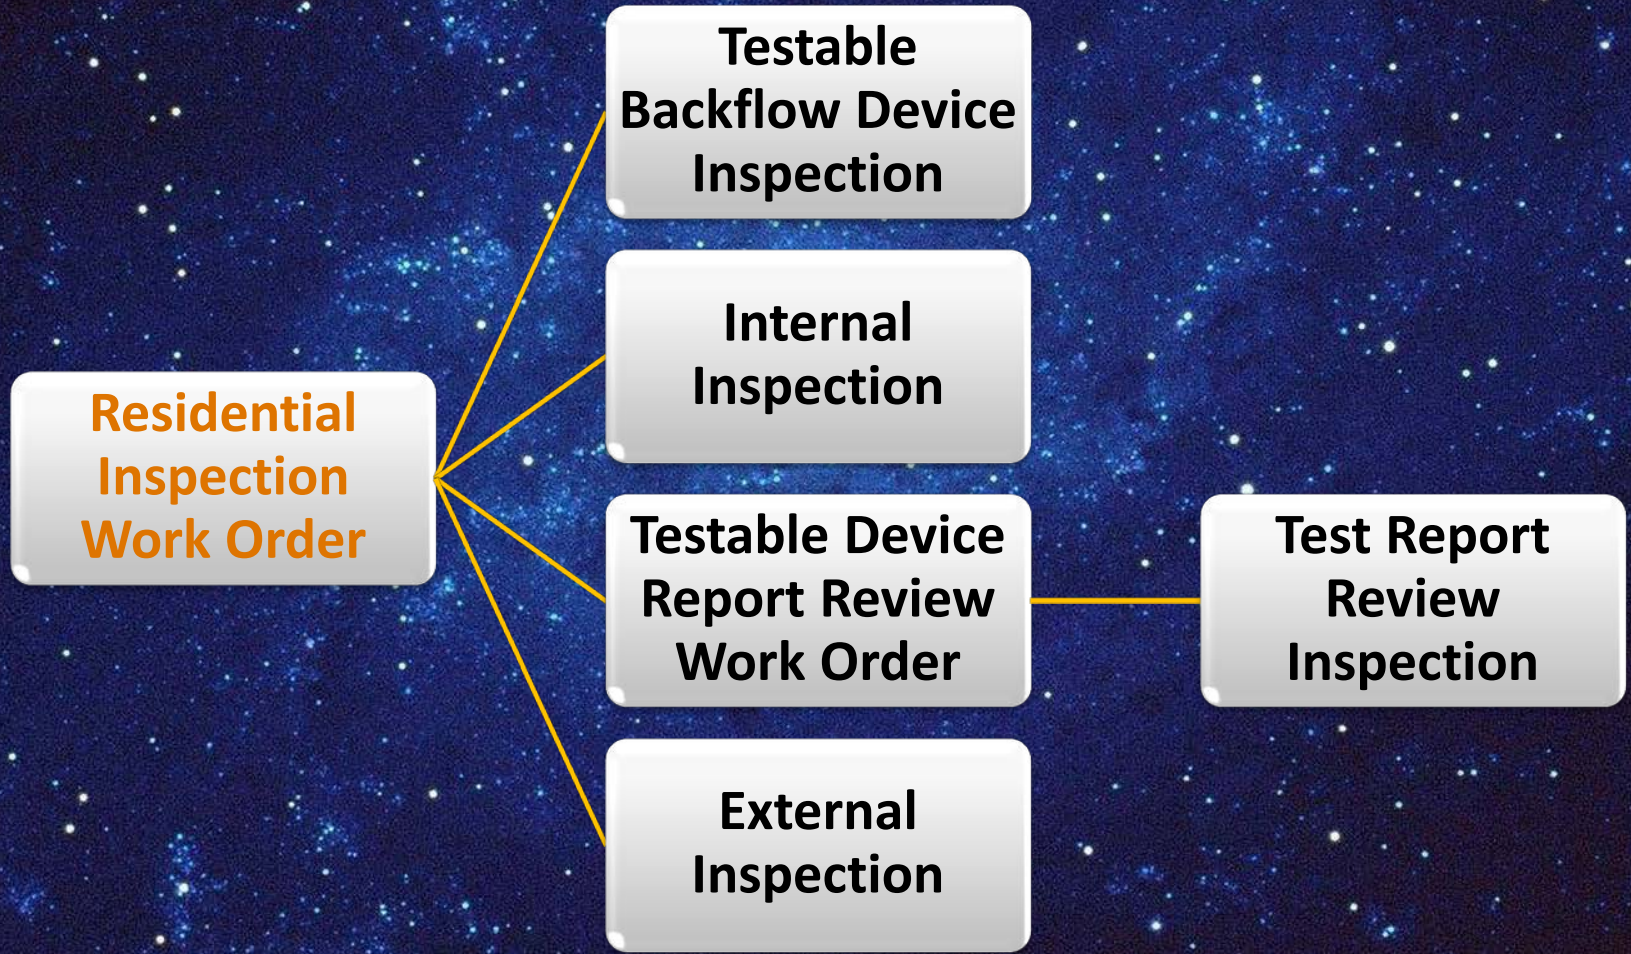 Residential
Inspection
Work Order
Testable
Backflow Device
Inspection
Internal
Inspection
Testable Device
Report Review
Work Order
Test Report
Review
Inspection
External
Inspection